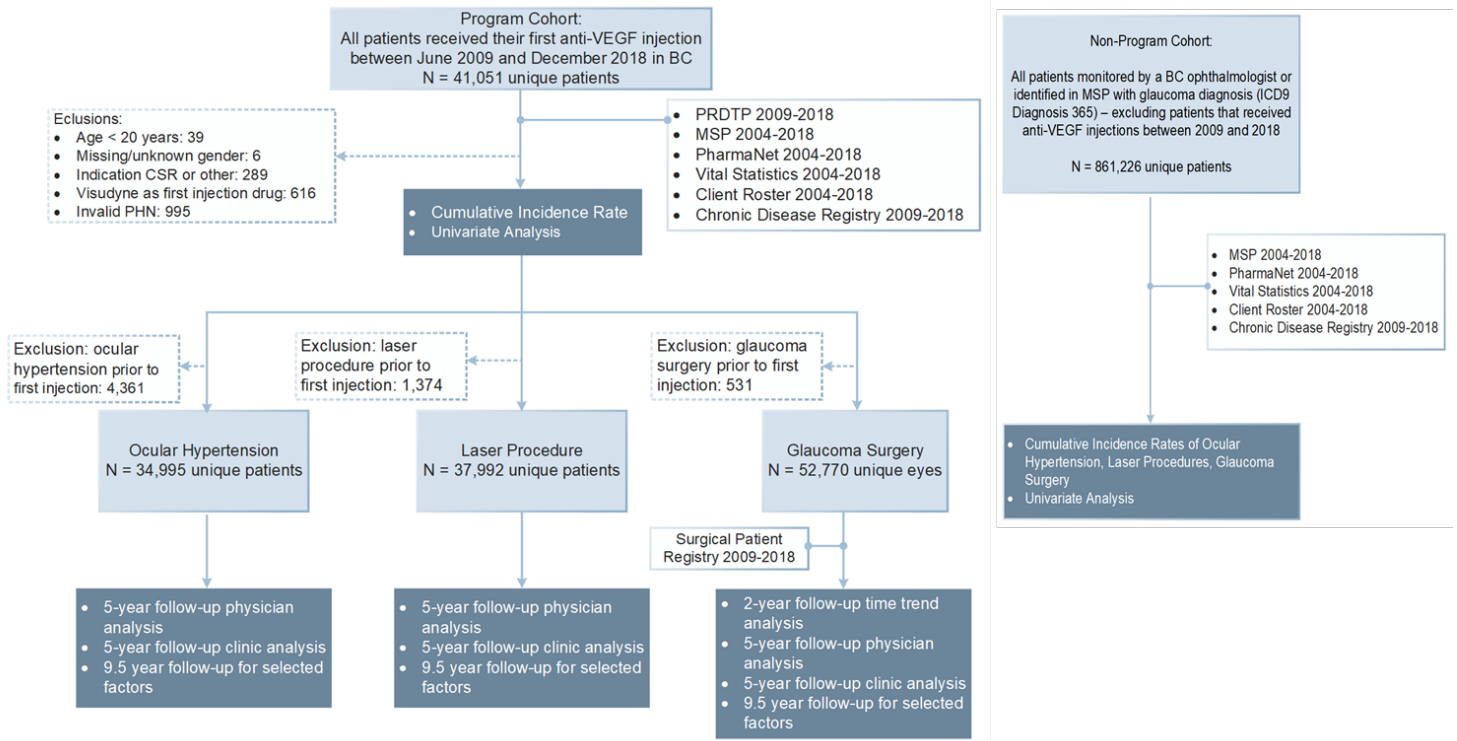 Program Cohort:
All patients received their first anti-VEGF injection
between June 2009 and December 2018 in BC
N = 41,051 unique patients
Eclusions:
• Age < 20 years: 39
• Missing/unknown gender: 6
• Indication CSR or other: 289
• Visudyne as first injection drug: 616
• Invalid PHN: 995
• PRDTP 2009-2018
• MSP 2004-2018
• PharmaNet 2004-2018
• Vital Statistics 2004-2018
• Client Roster 2004-2018
• Chronic Disease Registry 2009-2018
• Cumulative Incidence Rate
• Univariate Analysis
Exclusion: ocular
hypertension prior to
first injection: 4,361
Exclusion: laser
procedure prior to
first injection: 1,374
Exclusion: glaucoma
surgery prior to first
injection: 531
Ocular Hypertension
N = 34,995 unique patients
Laser Procedure
N = 37,992 unique patients
Glaucoma Surgery
N = 52,770 unique eyes
Surgical Patient
Registry 2009-2018
• 5-year follow-up physician
analysis
• 5-year follow-up clinic analysis
• 9.5 year follow-up for selected
factors
• 5-year follow-up physician
analysis
• 5-year follow-up clinic analysis
• 9.5 year follow-up for selected
factors
• 2-year follow-up time trend
analysis
• 5-year follow-up physician
analysis
• 5-year follow-up clinic analysis
• 9.5 year follow-up for selected
factors
Non-Program Cohort:
All patients monitored by a BC ophthalmologist or
identified in MSP with glaucoma diagnosis (ICD9
Diagnosis 365) – excluding patients that received
anti-VEGF injections between 2009 and 2018
N = 861,226 unique patients
• MSP 2004-2018
• PharmaNet 2004-2018
• Vital Statistics 2004-2018
• Client Roster 2004-2018
• Chronic Disease Registry 2009-2018
• Cumulative Incidence Rates of Ocular
Hypertension, Laser Procedures, Glaucoma
Surgery
• Univariate Analysis